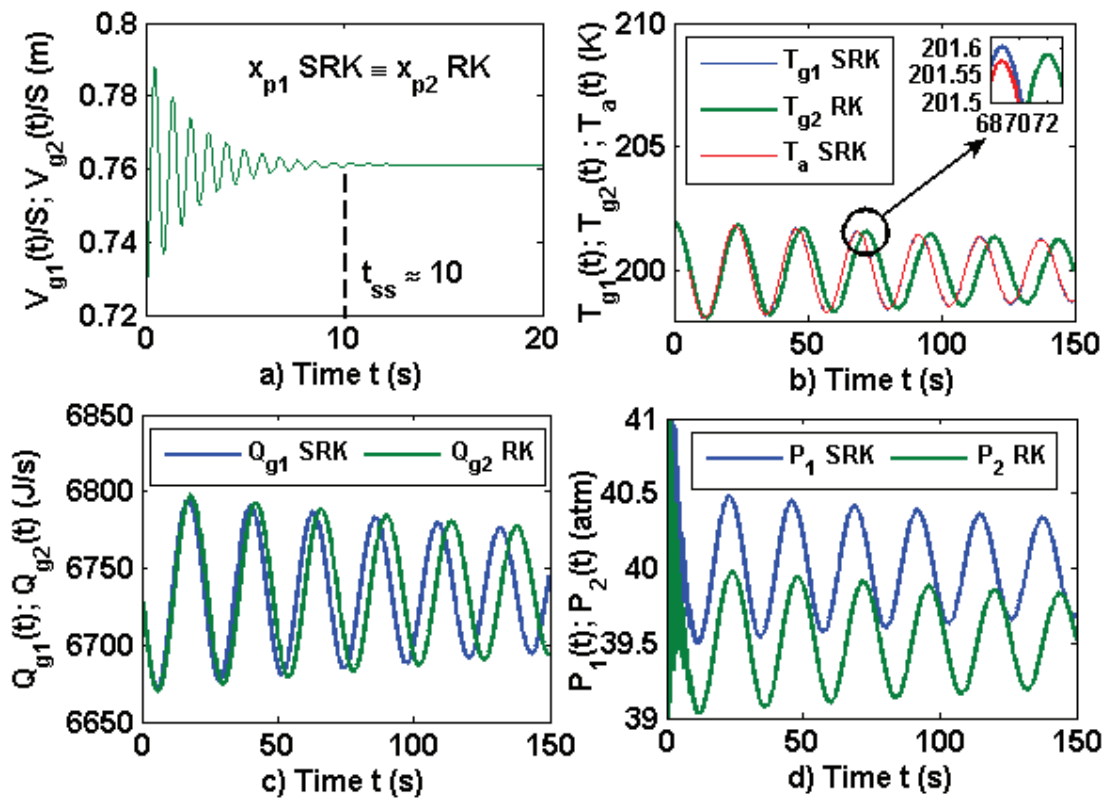 V_g1(t)/S; V_g2(t)/S (m)
0.8
0.78
0.76
0.74
0.72
x_p1 SRK ≡ x_p2 RK
t_ss ≈ 10
0 10 20
a) Time t (s)
T_g1(t); T_g2(t) ; T_a(t) (K)
210
205
200
T_g1 SRK
T_g2 RK
T_a SRK
201.6
201.55
201.5
687072
0 50 100 150
b) Time t (s)
Q_g1(t); Q_g2(t) (J/s)
6850
6800
6750
6700
6650
Q_g1 SRK Q_g2 RK
0 50 100 150
c) Time t (s)
P_1(t); P_2(t) (atm)
41
40.5
40
39.5
39
P_1 SRK P_2 RK
0 50 100 150
d) Time t (s)